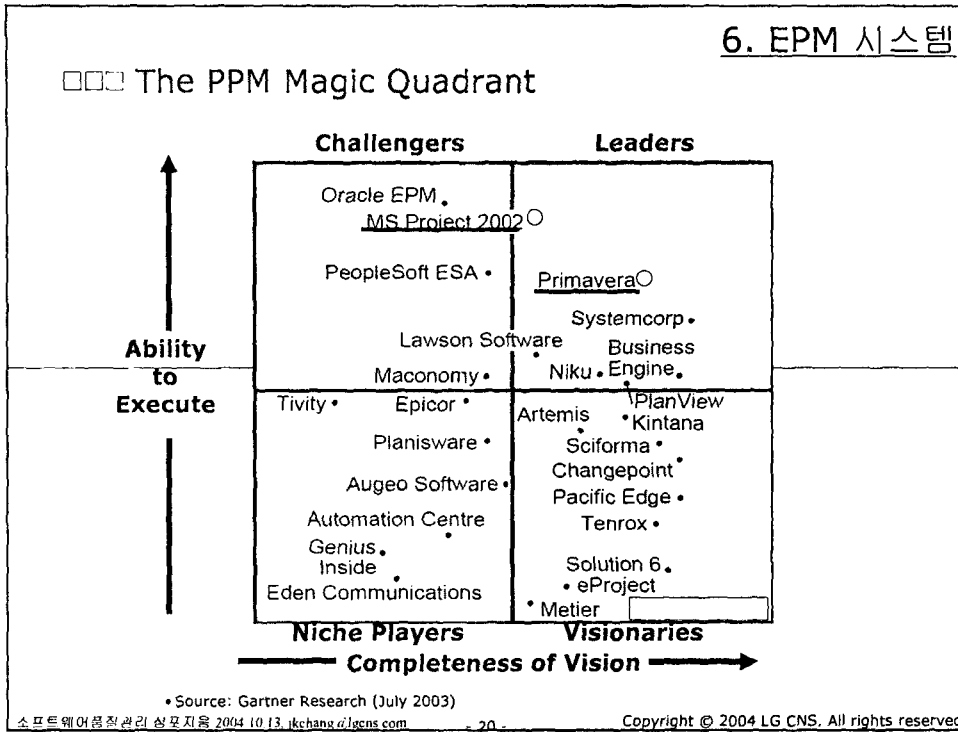 6. EPM 시스템
The PPM Magic Quadrant
Challengers
Leaders
Oracle EPM
MS Project 2002
PeopleSoft ESA
Primavera
Systemcorp
Lawson Software
Business
Engine
Niku
Maconomy
Ability
to
Execute
Tivity
Epicor
Artemis
PlanView
Kintana
Planisware
Sciforma
Changepoint
Augeo Software
Pacific Edge
Automation Centre
Tenrox
Genius
Inside
Solution 6
eProject
Eden Communications
Metier
Niche Players
Visionaries
Completeness of Vision
• Source: Gartner Research (July 2003)
소프트웨어품질관리 심포지움 2004.10.13. jkchang@lgcns.com
- 20 -
Copyright © 2004 LG CNS, All rights reserved